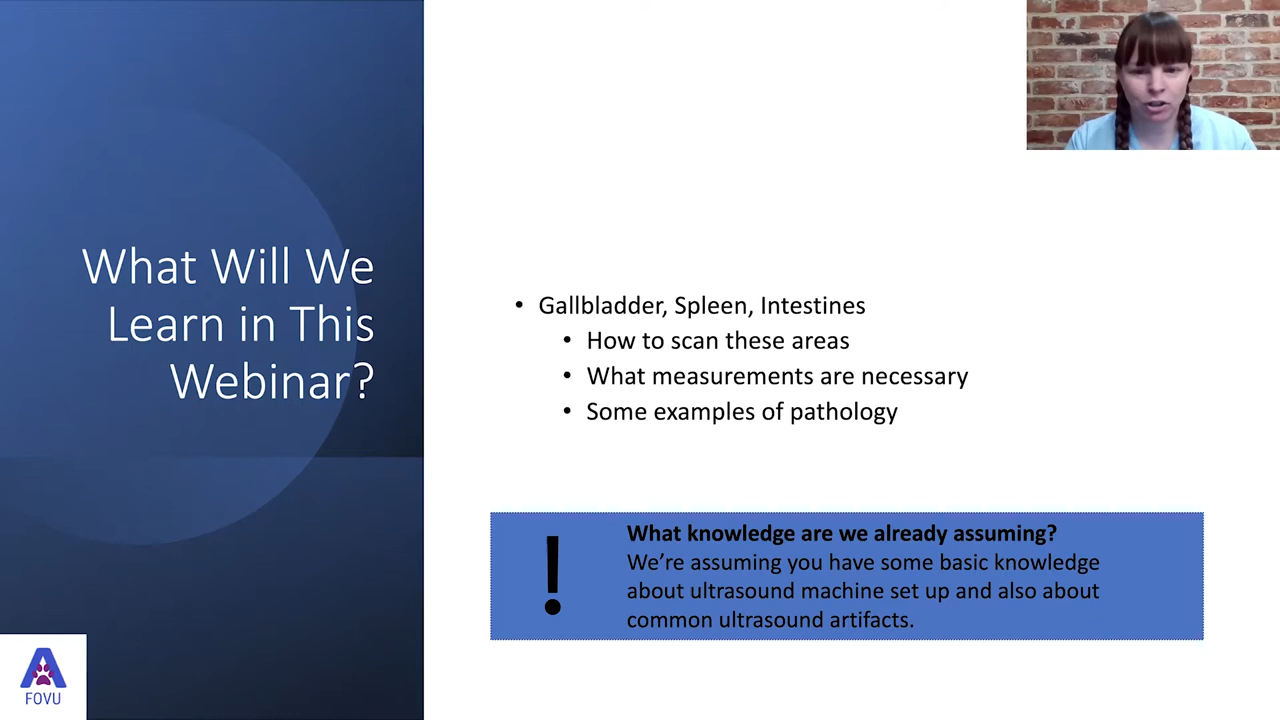 What Will We
Learn in This
Webinar?
• Gallbladder, Spleen, Intestines
• How to scan these areas
• What measurements are necessary
• Some examples of pathology
!
What knowledge are we already assuming?
We’re assuming you have some basic knowledge
about ultrasound machine set up and also about
common ultrasound artifacts.
A
FOVU